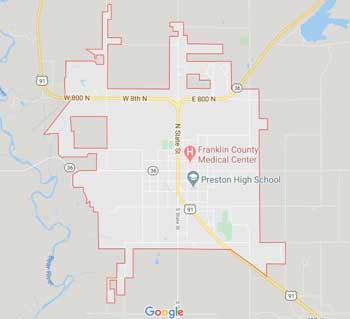 91
36
W 800 N
W 8th N
E 800 N
N State St
Franklin County
Medical Center
36
Preston High School
S State St
91
Bear River
91
Google